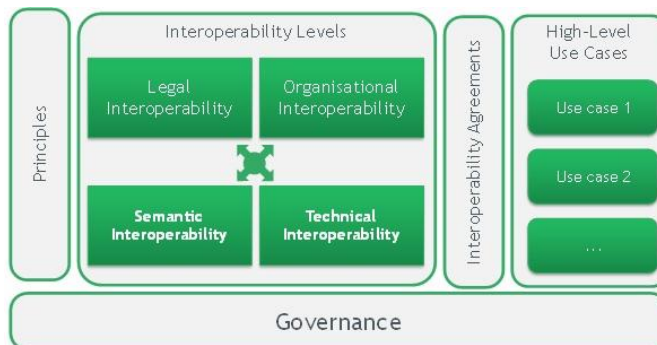 Principles
Interoperability Levels
Legal
Interoperability
Organisational
Interoperability
Semantic
Interoperability
Technical
Interoperability
Interoperability Agreements
High-Level
Use Cases
Use case 1
Use case 2
...
Governance